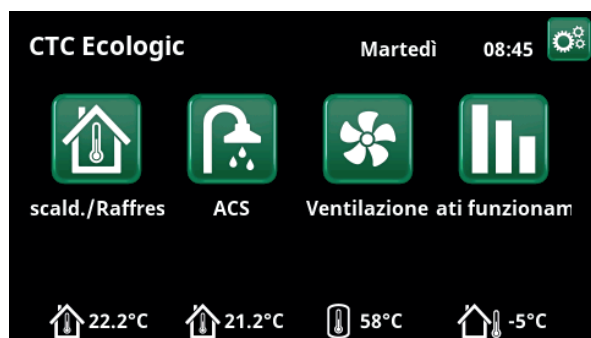 CTC Ecologic Martedì 08:45
scald./Raffres ACS Ventilazione ati funzionam
22.2°C 21.2°C 58°C -5°C